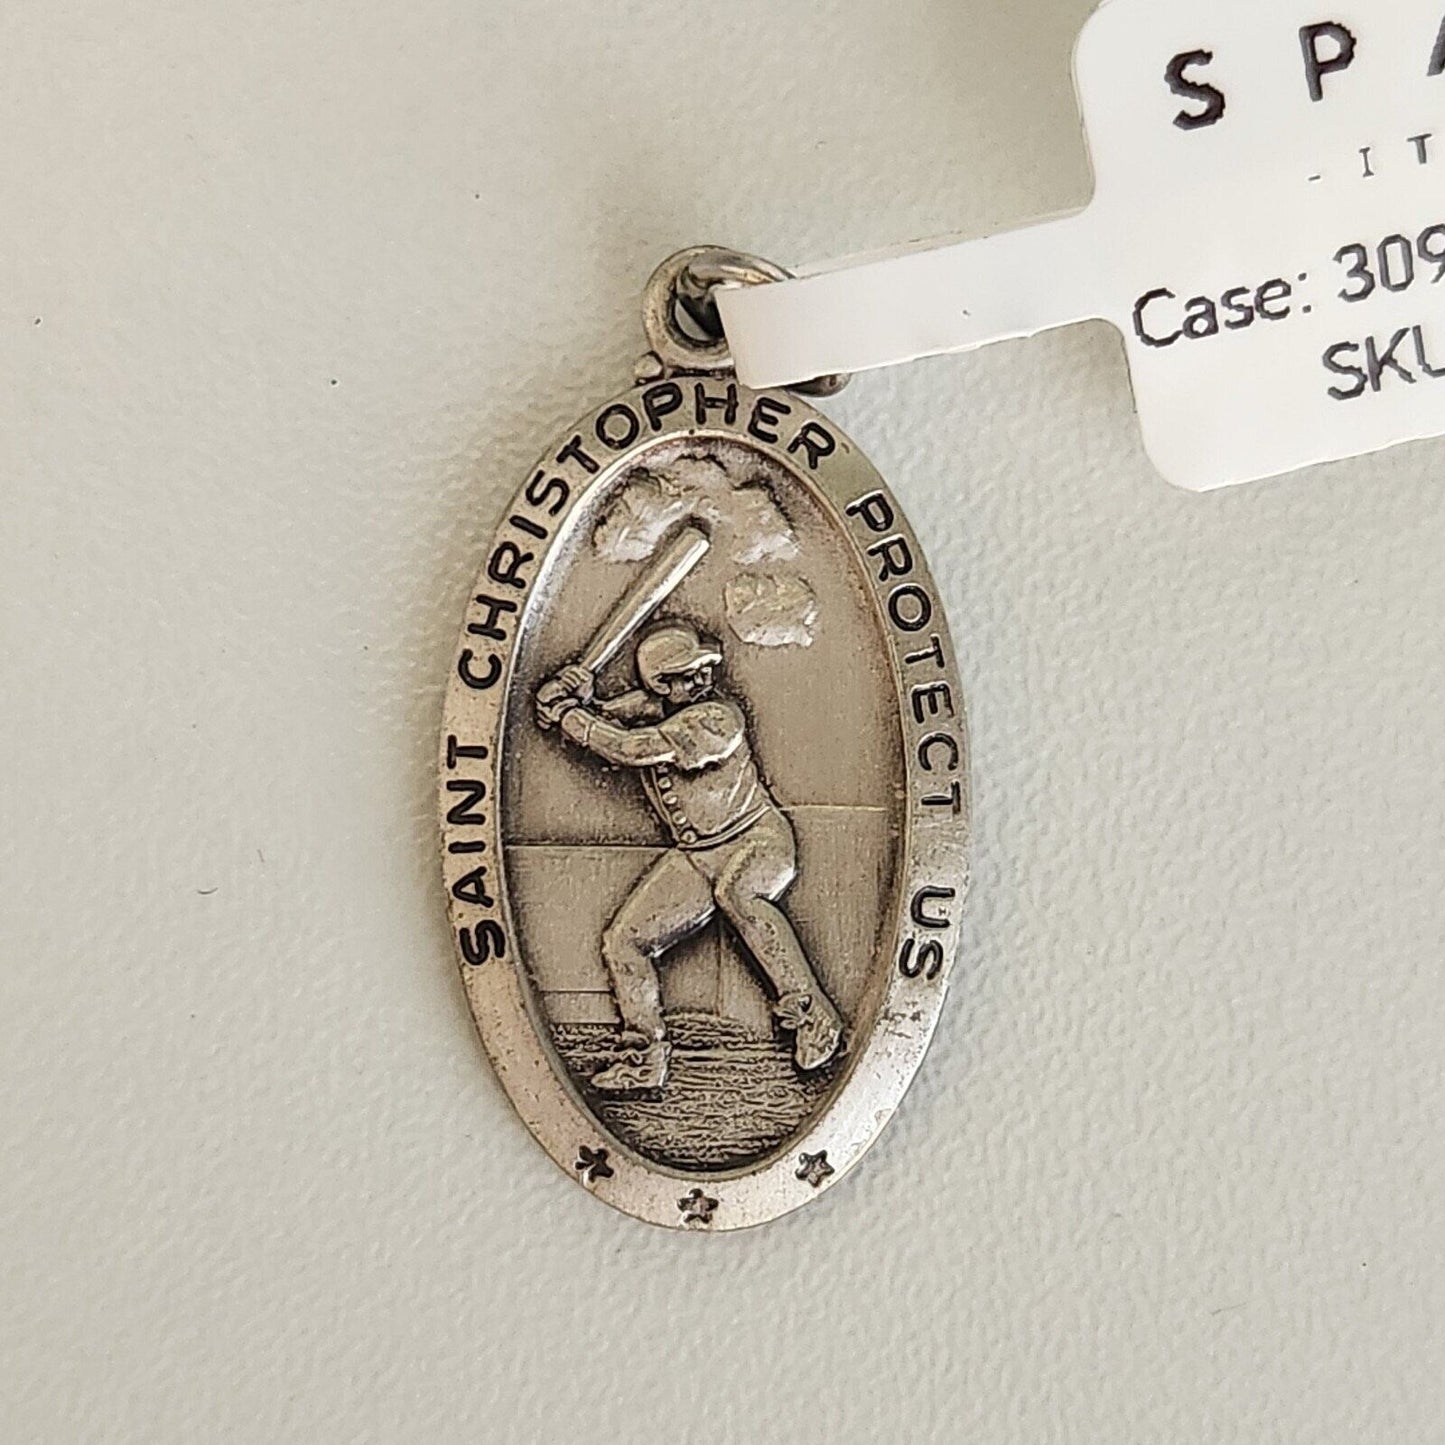 SAINT CHRISTOPHER PROTECT US
Case: 309
SKU